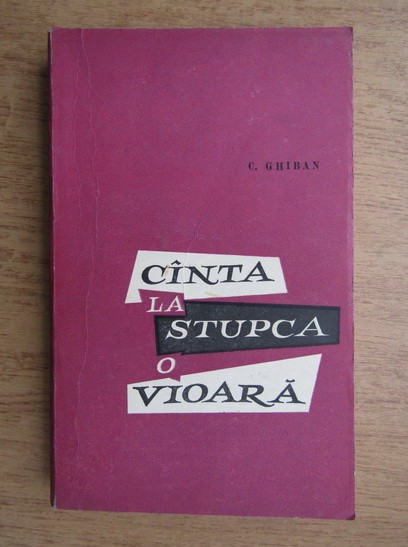 C. GHIBAN
CÎNTA
LA
STUPCA
O
VIOARĂ